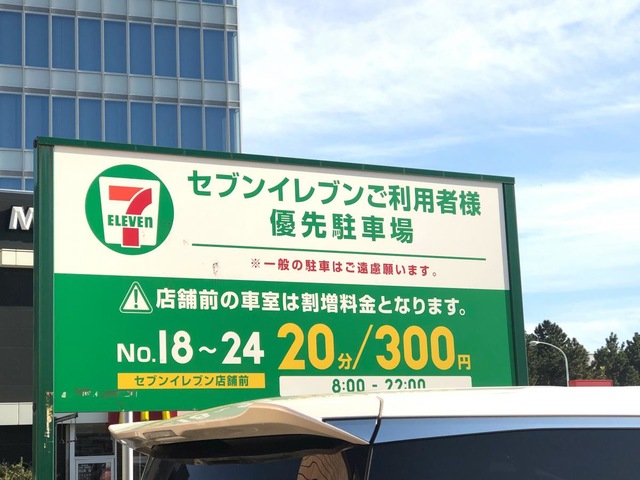 7
ELEVEN
セブンイレブンご利用者様
優先駐車場
※一般の駐車はご遠慮願います。
店舗前の車室は割増料金となります。
No.18～24 20分/300円
セブンイレブン店舗前
8:00 - 22:00